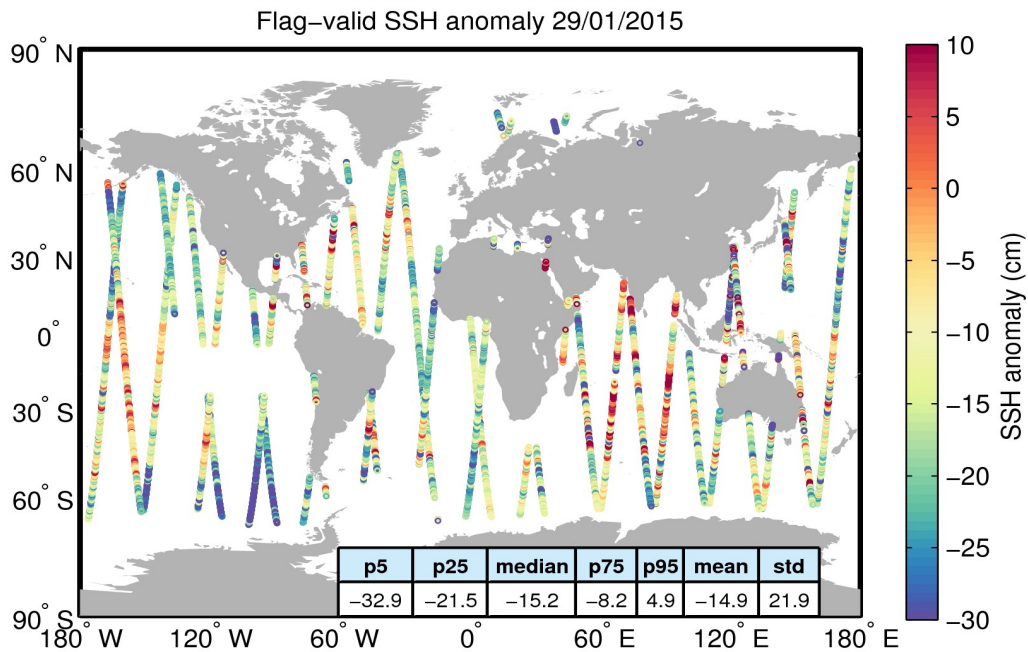 Flag−valid SSH anomaly 29/01/2015
90° N
60° N
30° N
0°
30° S
60° S
90° S
180° W 120° W 60° W 0° 60° E 120° E 180° E
p5 p25 median p75 p95 mean std
−32.9 −21.5 −15.2 −8.2 4.9 −14.9 21.9
10
5
0
−5
−10
−15
−20
−25
−30
SSH anomaly (cm)